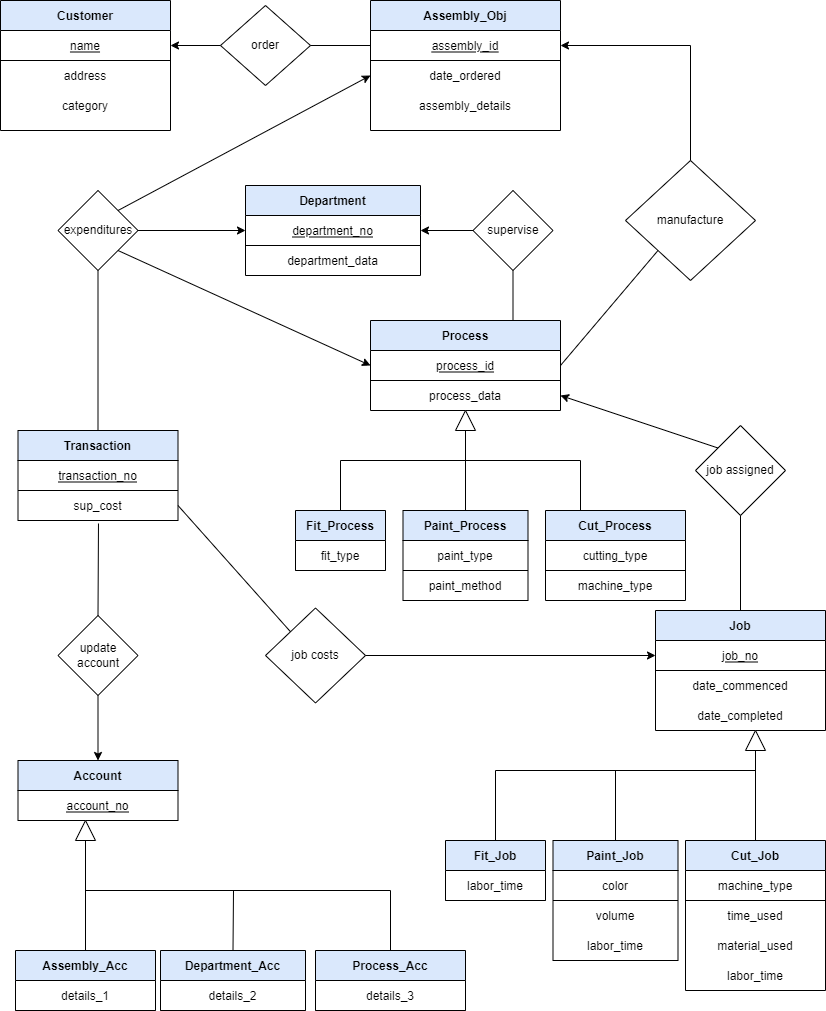 Customer
name
address
category
order
Assembly_Obj
assembly_id
date_ordered
assembly_details
expenditures
Department
department_no
department_data
supervise
manufacture
Process
process_id
process_data
Transaction
transaction_no
sup_cost
job assigned
Fit_Process
fit_type
Paint_Process
paint_type
paint_method
Cut_Process
cutting_type
machine_type
update
account
job costs
Job
job_no
date_commenced
date_completed
Account
account_no
Fit_Job
labor_time
Paint_Job
color
volume
labor_time
Cut_Job
machine_type
time_used
material_used
labor_time
Assembly_Acc
details_1
Department_Acc
details_2
Process_Acc
details_3